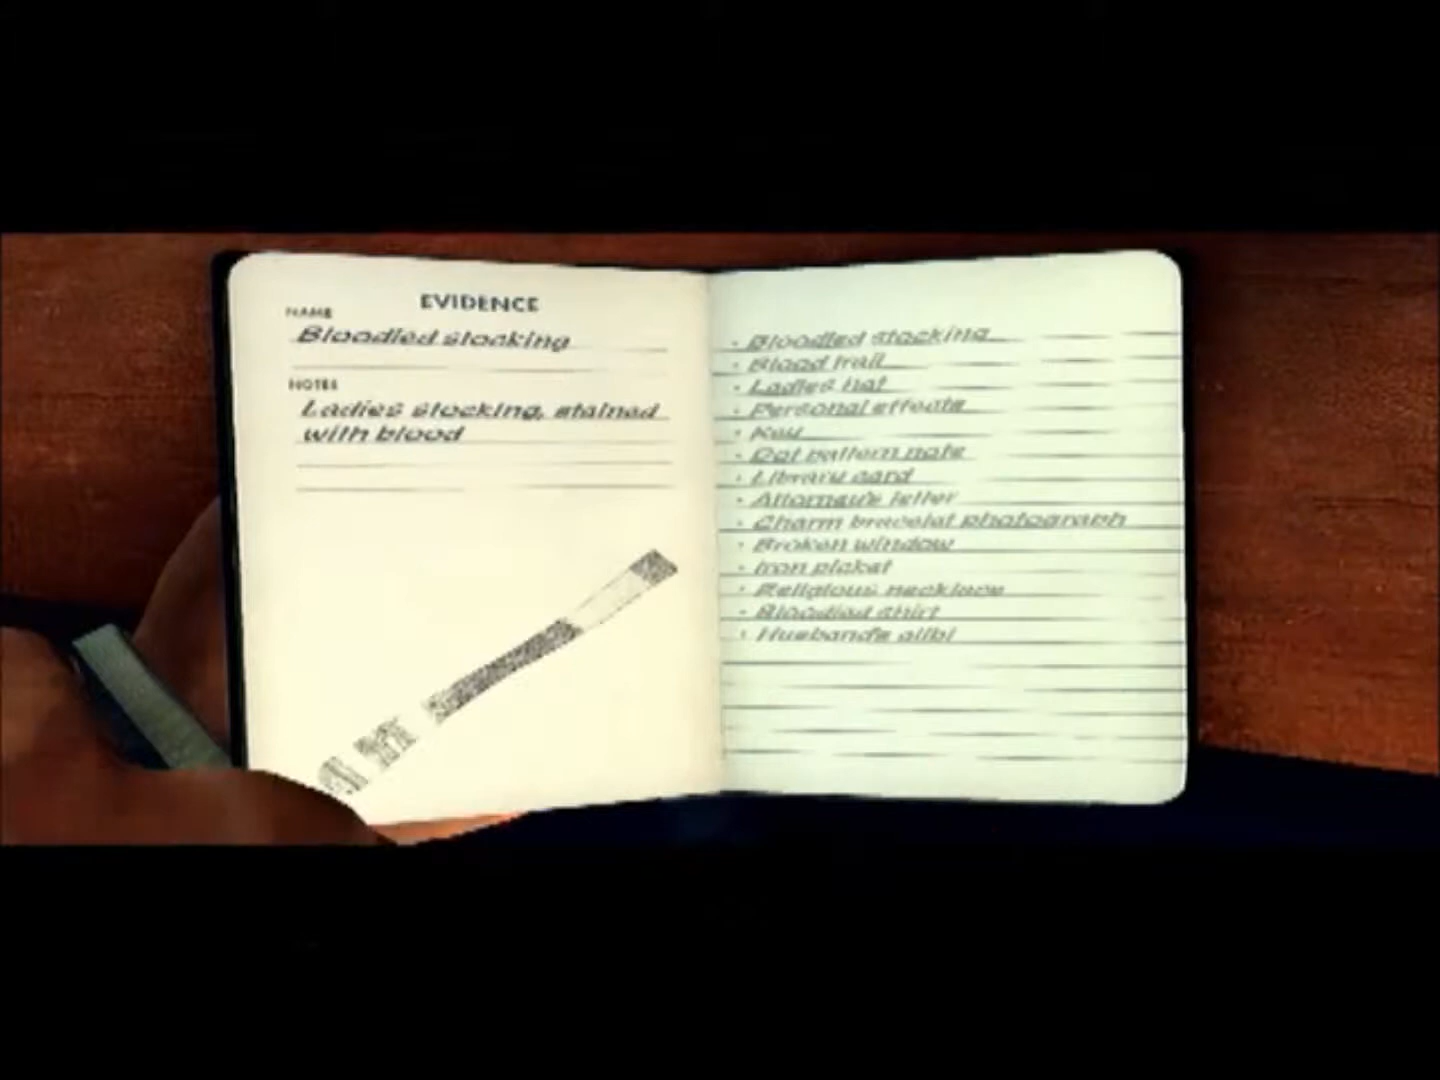 EVIDENCE
NAME
Bloodied stocking
NOTES
Ladies stocking, stained
with blood
• Bloodied stocking
• Blood trail
• Ladies hat
• Personal effects
• Key
• Dot pattern note
• Library card
• Attorney's letter
• Charm bracelet photograph
• Broken window
• Iron picket
• Religious necklace
• Bloodied shirt
• Husband's alibi